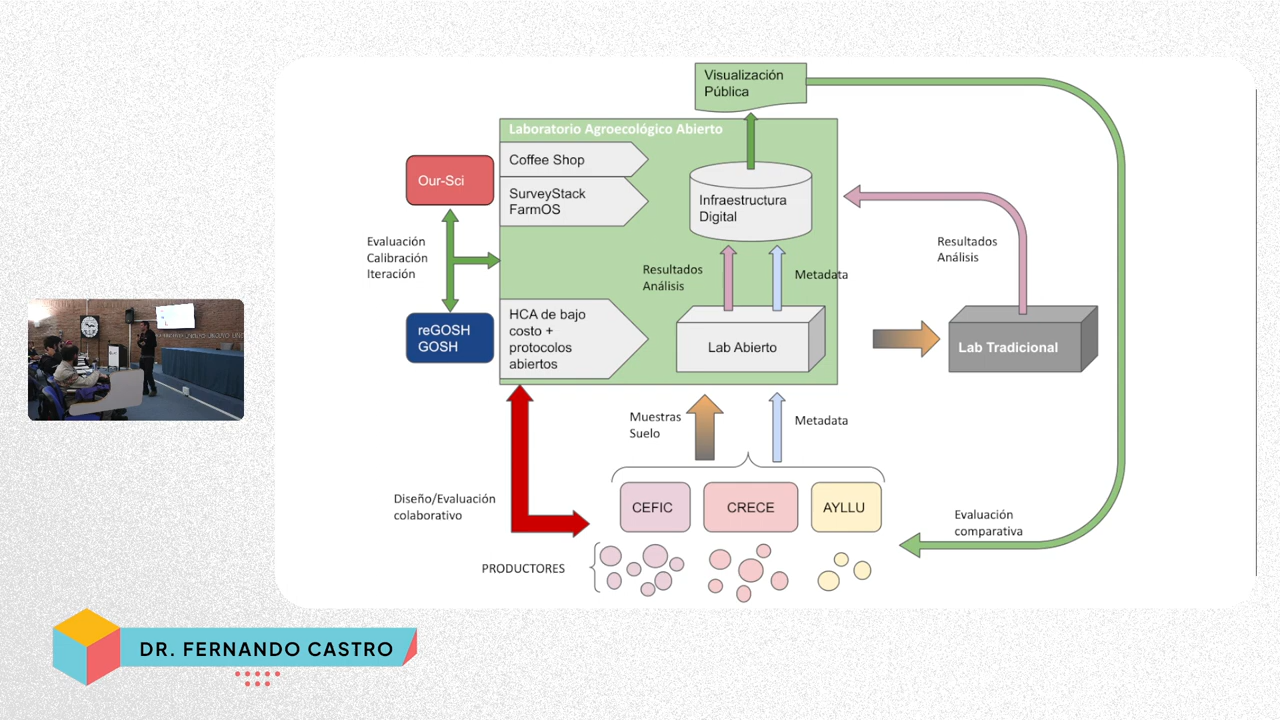 Visualización
Pública
Laboratorio Agroecológico Abierto
Coffee Shop
Our-Sci
SurveyStack
FarmOS
Infraestructura
Digital
Evaluación
Calibración
Iteración
Resultados
Análisis
Metadata
Resultados
Análisis
reGOSH
GOSH
HCA de bajo
costo +
protocolos
abiertos
Lab Abierto
Lab Tradicional
Muestras
Suelo
Metadata
Diseño/Evaluación
colaborativo
CEFIC
CRECE
AYLLU
Evaluación
comparativa
PRODUCTORES
DR. FERNANDO CASTRO